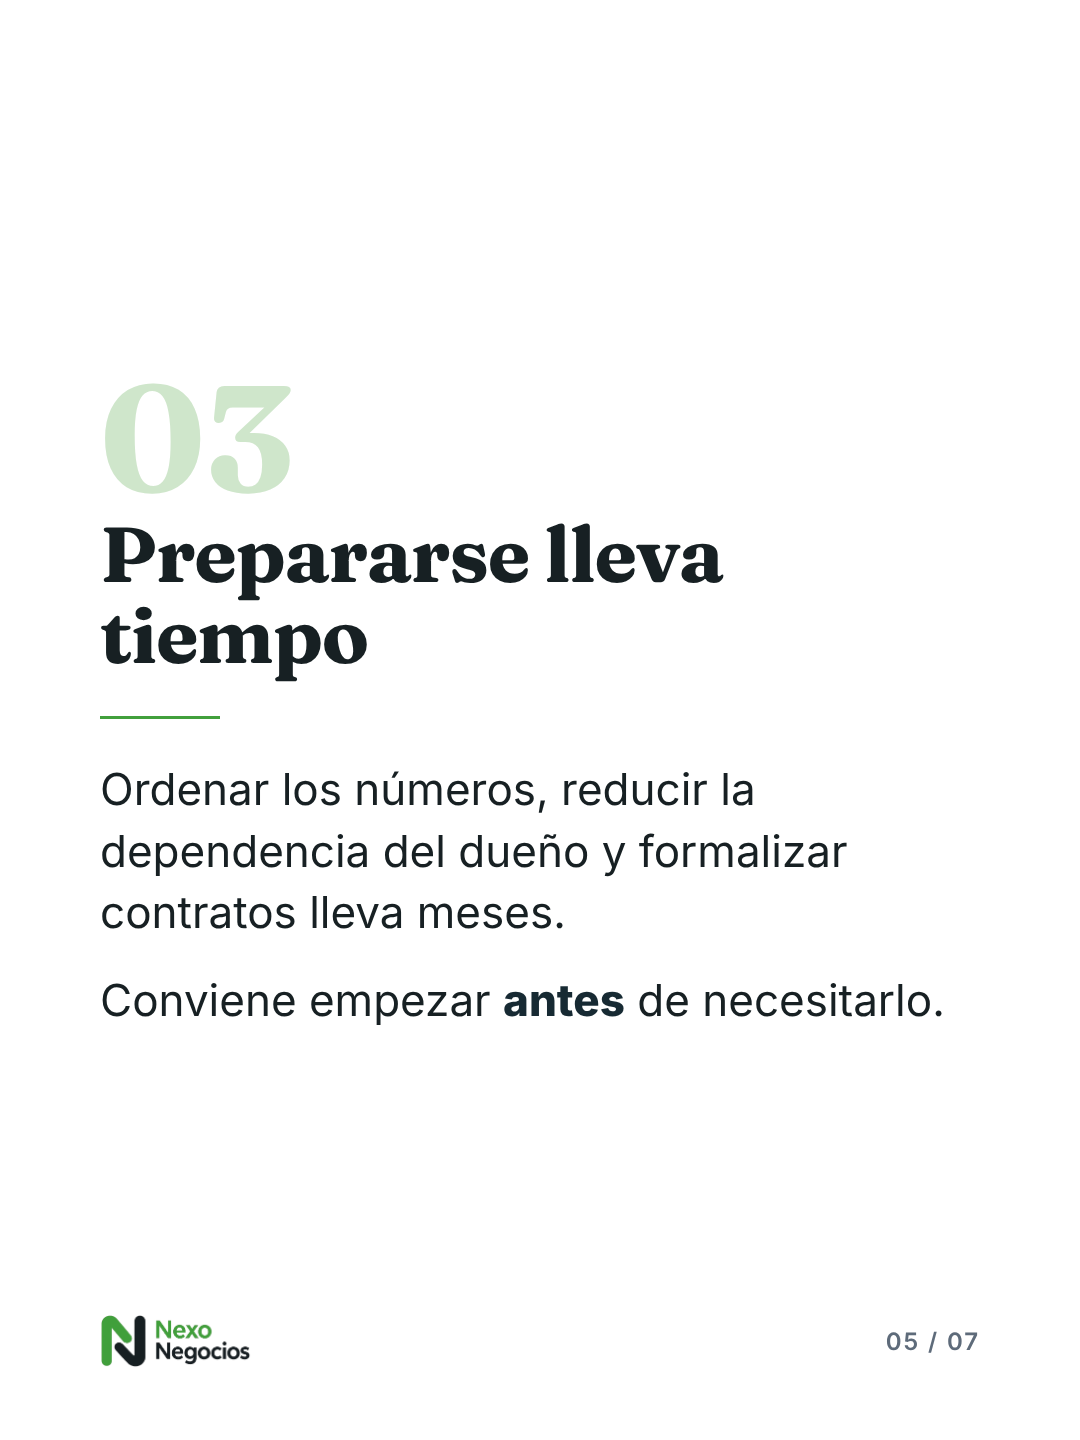 03
Prepararse lleva
tiempo
Ordenar los números, reducir la
dependencia del dueño y formalizar
contratos lleva meses.
Conviene empezar antes de necesitarlo.
Nexo
Negocios
05 / 07